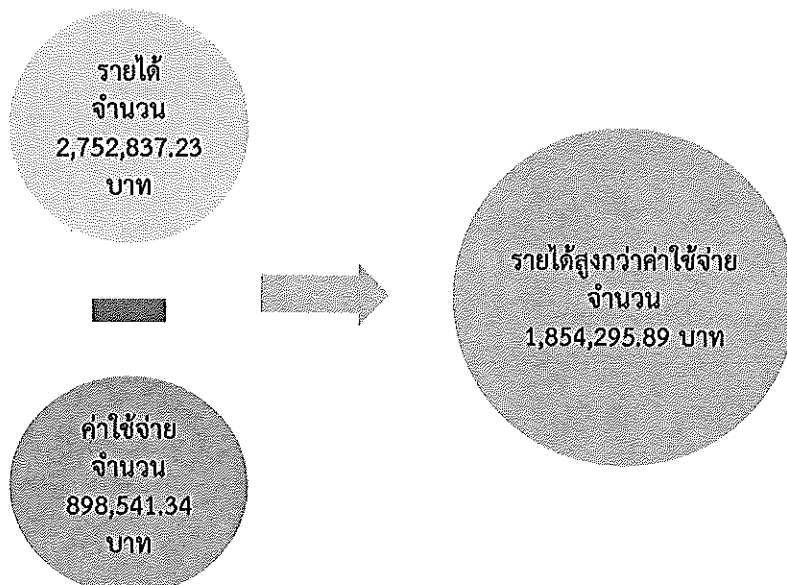 รายได้
จำนวน
2,752,837.23
บาท
ค่าใช้จ่าย
จำนวน
898,541.34
บาท
รายได้สูงกว่าค่าใช้จ่าย
จำนวน
1,854,295.89 บาท